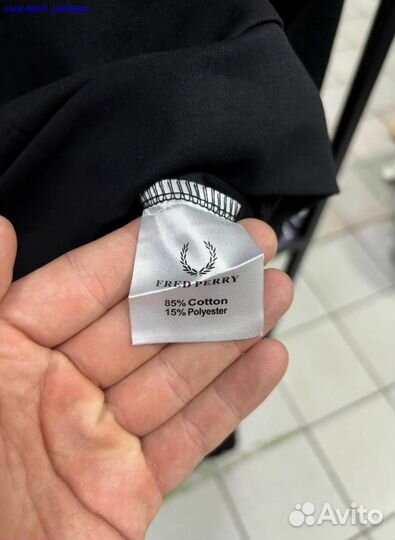 FRED PERRY
85% Cotton
15% Polyester
Avito